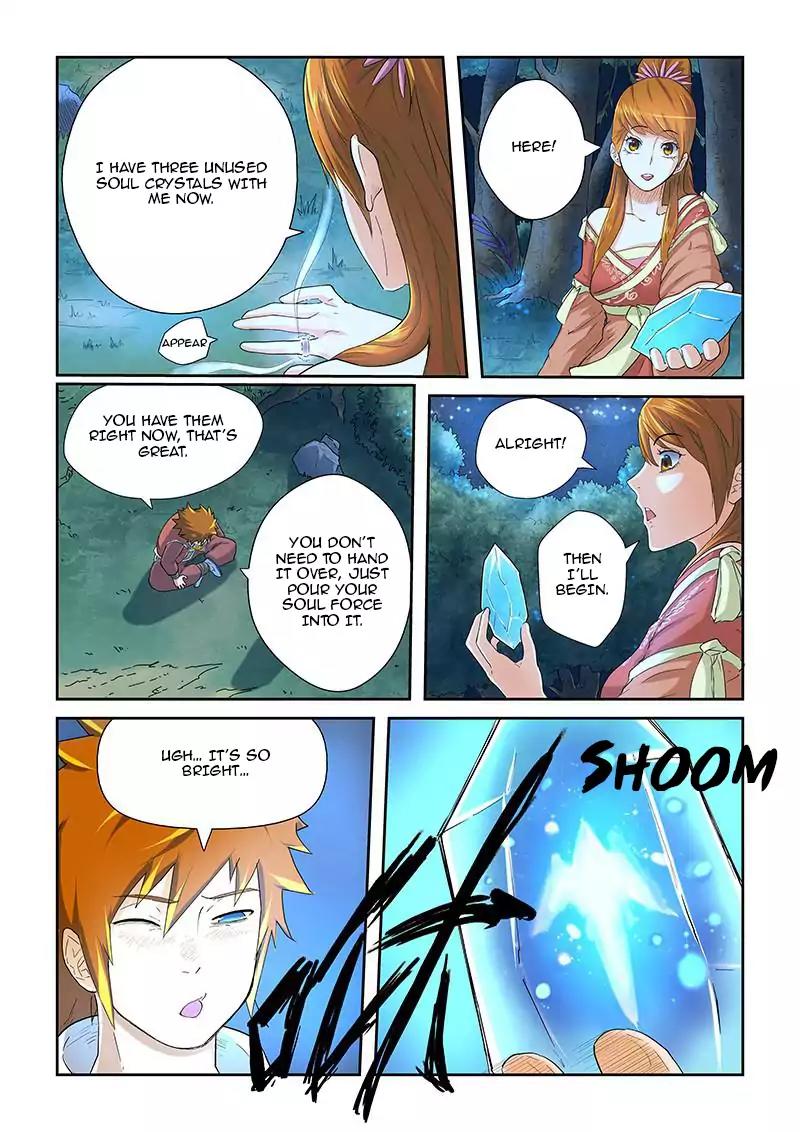 I HAVE THREE UNUSED
SOUL CRYSTALS WITH
ME NOW.
APPEAR
HERE!
YOU HAVE THEM
RIGHT NOW, THAT'S
GREAT.
YOU DON'T
NEED TO HAND
IT OVER, JUST
POUR YOUR
SOUL FORCE
INTO IT.
ALRIGHT!
THEN
I'LL
BEGIN.
UGH... IT'S SO
BRIGHT...
SHOOM